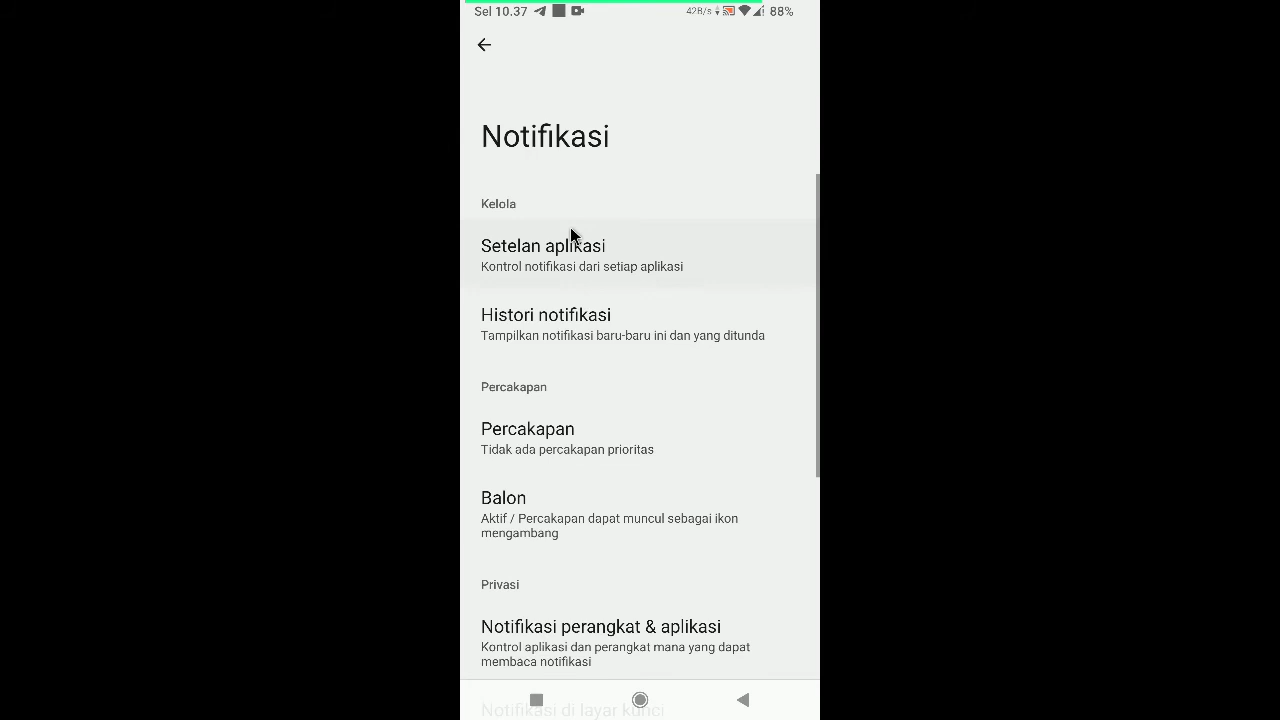 Sel 10.37
42B/s
88%
Notifikasi
Kelola
Setelan aplikasi
Kontrol notifikasi dari setiap aplikasi
Histori notifikasi
Tampilkan notifikasi baru-baru ini dan yang ditunda
Percakapan
Percakapan
Tidak ada percakapan prioritas
Balon
Aktif / Percakapan dapat muncul sebagai ikon
mengambang
Privasi
Notifikasi perangkat & aplikasi
Kontrol aplikasi dan perangkat mana yang dapat
membaca notifikasi
Notifikasi di layar kunci